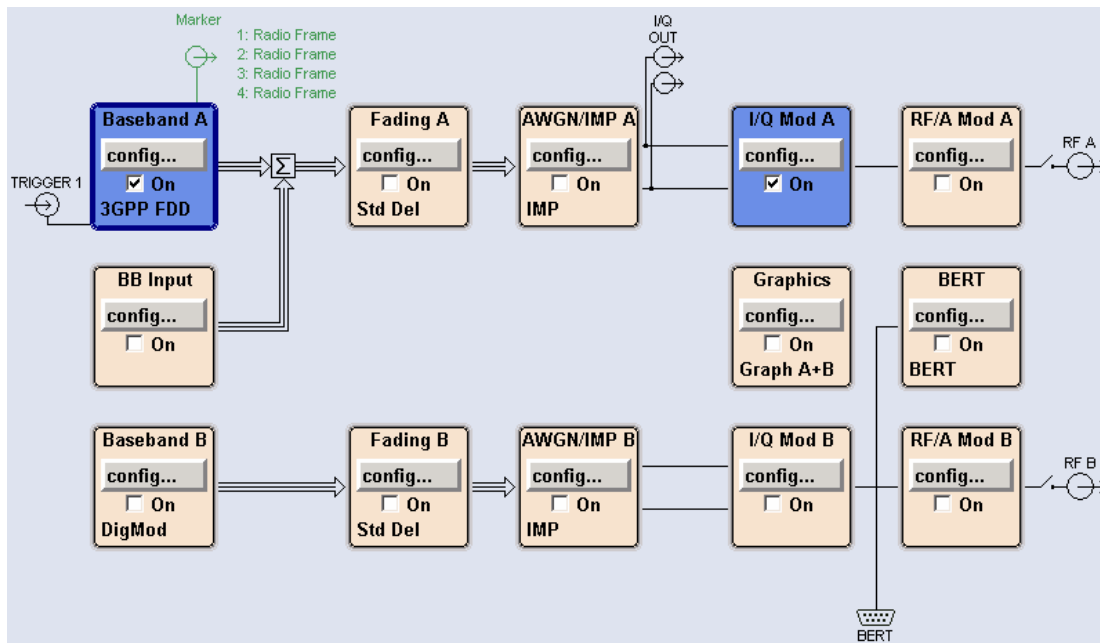 Marker
1: Radio Frame
2: Radio Frame
3: Radio Frame
4: Radio Frame
I/Q
OUT
TRIGGER 1
Baseband A
config...
On
3GPP FDD
Σ
Fading A
config...
On
Std Del
AWGN/IMP A
config...
On
IMP
I/Q Mod A
config...
On
RF/A Mod A
config...
On
RF A
BB Input
config...
On
Graphics
config...
On
Graph A+B
BERT
config...
On
BERT
Baseband B
config...
On
DigMod
Fading B
config...
On
Std Del
AWGN/IMP B
config...
On
IMP
I/Q Mod B
config...
On
RF/A Mod B
config...
On
RF B
BERT